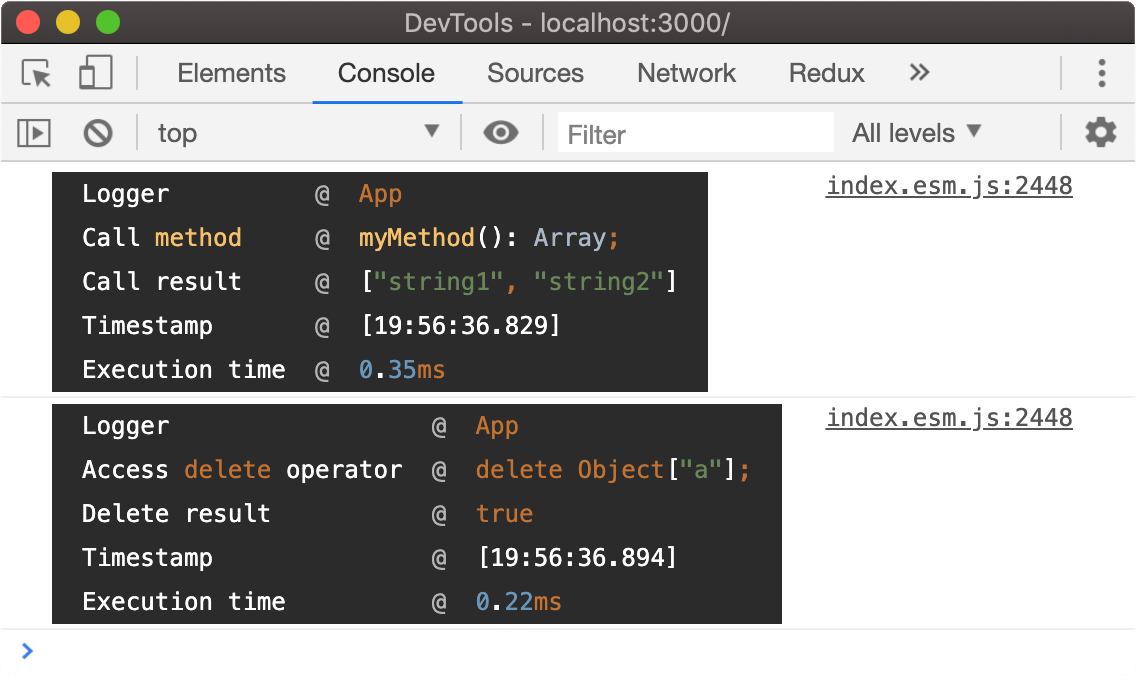 DevTools - localhost:3000/
Elements Console Sources Network Redux »
top ▼ Filter All levels ▼
Logger @ App index.esm.js:2448
Call method @ myMethod(): Array;
Call result @ ["string1", "string2"]
Timestamp @ [19:56:36.829]
Execution time @ 0.35ms
Logger @ App index.esm.js:2448
Access delete operator @ delete Object["a"];
Delete result @ true
Timestamp @ [19:56:36.894]
Execution time @ 0.22ms